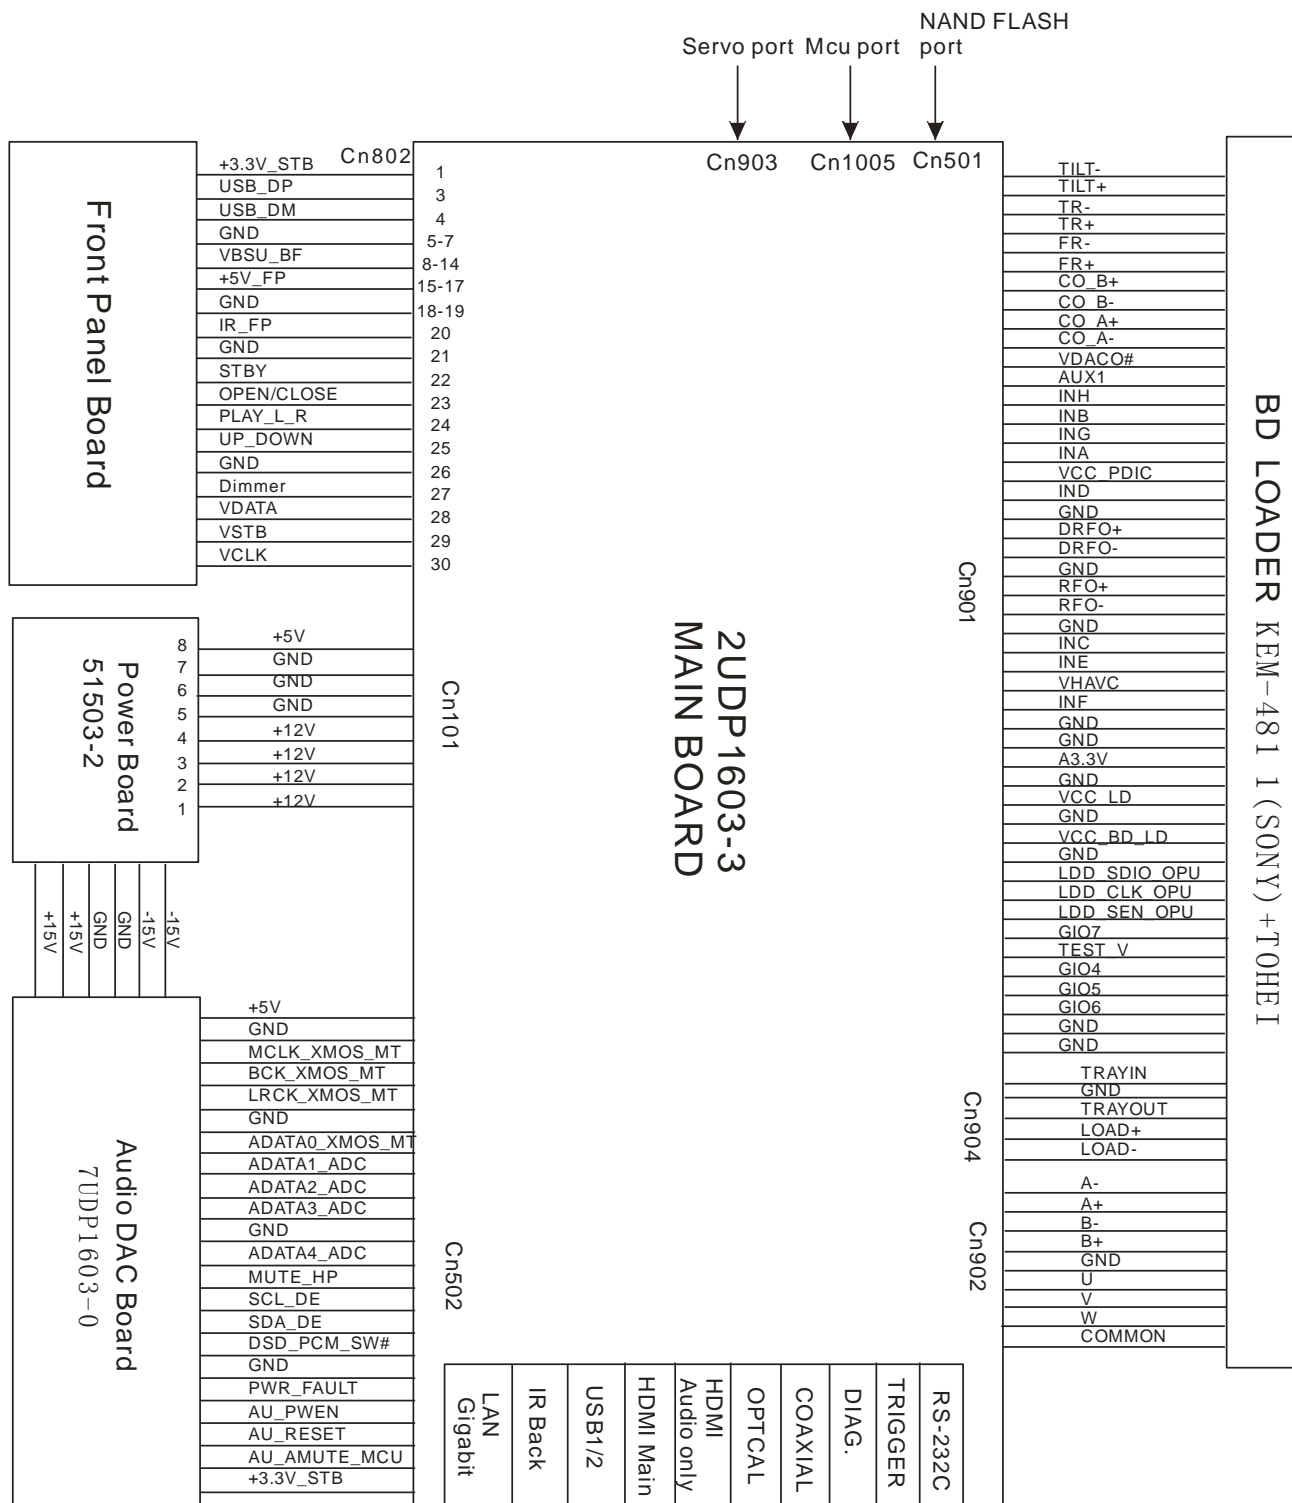 NAND FLASH
Servo port Mcu port port
Cn903 Cn1005 Cn501
Cn802
Front Panel Board
+3.3V_STB 1
USB_DP 3
USB_DM 4
GND 5-7
VBSU_BF 8-14
+5V_FP 15-17
GND 18-19
IR_FP 20
GND 21
STBY 22
OPEN/CLOSE 23
PLAY_L_R 24
UP_DOWN 25
GND 26
Dimmer 27
VDATA 28
VSTB 29
VCLK 30
Power Board
51503-2
8 +5V
7 GND
6 GND
5 GND
4 +12V
3 +12V
2 +12V
1 +12V
Cn101
+15V
+15V
GND
GND
-15V
-15V
Audio DAC Board
7UDP1603-0
+5V
GND
MCLK_XMOS_MT
BCK_XMOS_MT
LRCK_XMOS_MT
GND
ADATA0_XMOS_MT
ADATA1_ADC
ADATA2_ADC
ADATA3_ADC
GND
ADATA4_ADC
MUTE_HP
SCL_DE
SDA_DE
DSD_PCM_SW#
GND
PWR_FAULT
AU_PWEN
AU_RESET
AU_AMUTE_MCU
+3.3V_STB
Cn502
2UDP1603-3
MAIN BOARD
LAN
Gigabit
IR Back
USB1/2
HDMI Main
HDMI
Audio only
OPTCAL
COAXIAL
DIAG.
TRIGGER
RS-232C
Cn901
TILT-
TILT+
TR-
TR+
FR-
FR+
CO_B+
CO_B-
CO_A+
CO_A-
VDACO#
AUX1
INH
INB
ING
INA
VCC_PDIC
IND
GND
DRFO+
DRFO-
GND
RFO+
RFO-
GND
INC
INE
VHAVC
INF
GND
GND
A3.3V
GND
VCC_LD
GND
VCC_BD_LD
GND
LDD_SDIO_OPU
LDD_CLK_OPU
LDD_SEN_OPU
GIO7
TEST_V
GIO4
GIO5
GIO6
GND
GND
Cn904
TRAYIN
GND
TRAYOUT
LOAD+
LOAD-
Cn902
A-
A+
B-
B+
GND
U
V
W
COMMON
BD LOADER KEM-481 1(SONY)+TOHEI